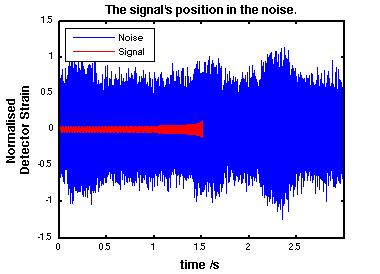 The signal's position in the noise.
1.5
Noise
Signal
1
0.5
0
-0.5
-1
-1.5
Normalised
Detector Strain
0 0.5 1 1.5 2 2.5
time /s